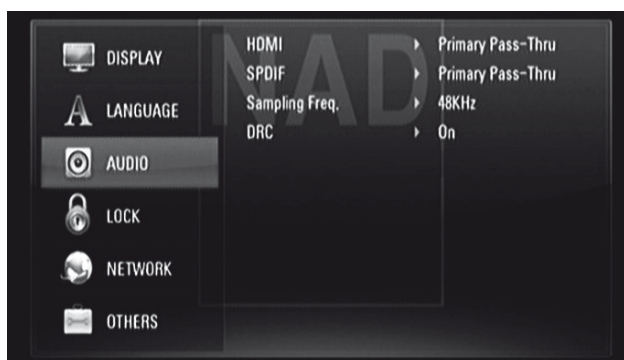 NAD
DISPLAY
LANGUAGE
AUDIO
LOCK
NETWORK
OTHERS
HDMI Primary Pass-Thru
SPDIF Primary Pass-Thru
Sampling Freq. 48KHz
DRC On